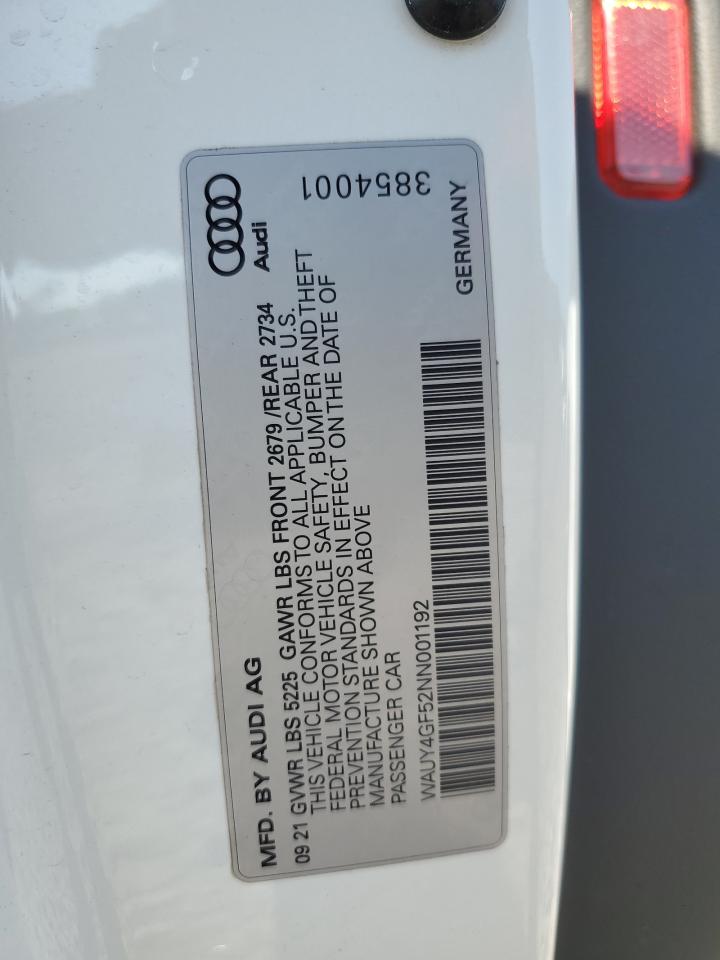 MFD. BY AUDI AG
Audi
09 21 GVWR LBS 5225 GAWR LBS FRONT 2679 /REAR 2734
THIS VEHICLE CONFORMS TO ALL APPLICABLE U.S.
FEDERAL MOTOR VEHICLE SAFETY, BUMPER AND THEFT
PREVENTION STANDARDS IN EFFECT ON THE DATE OF
MANUFACTURE SHOWN ABOVE
PASSENGER CAR
3854001
WAUY4GF52NN001192
GERMANY